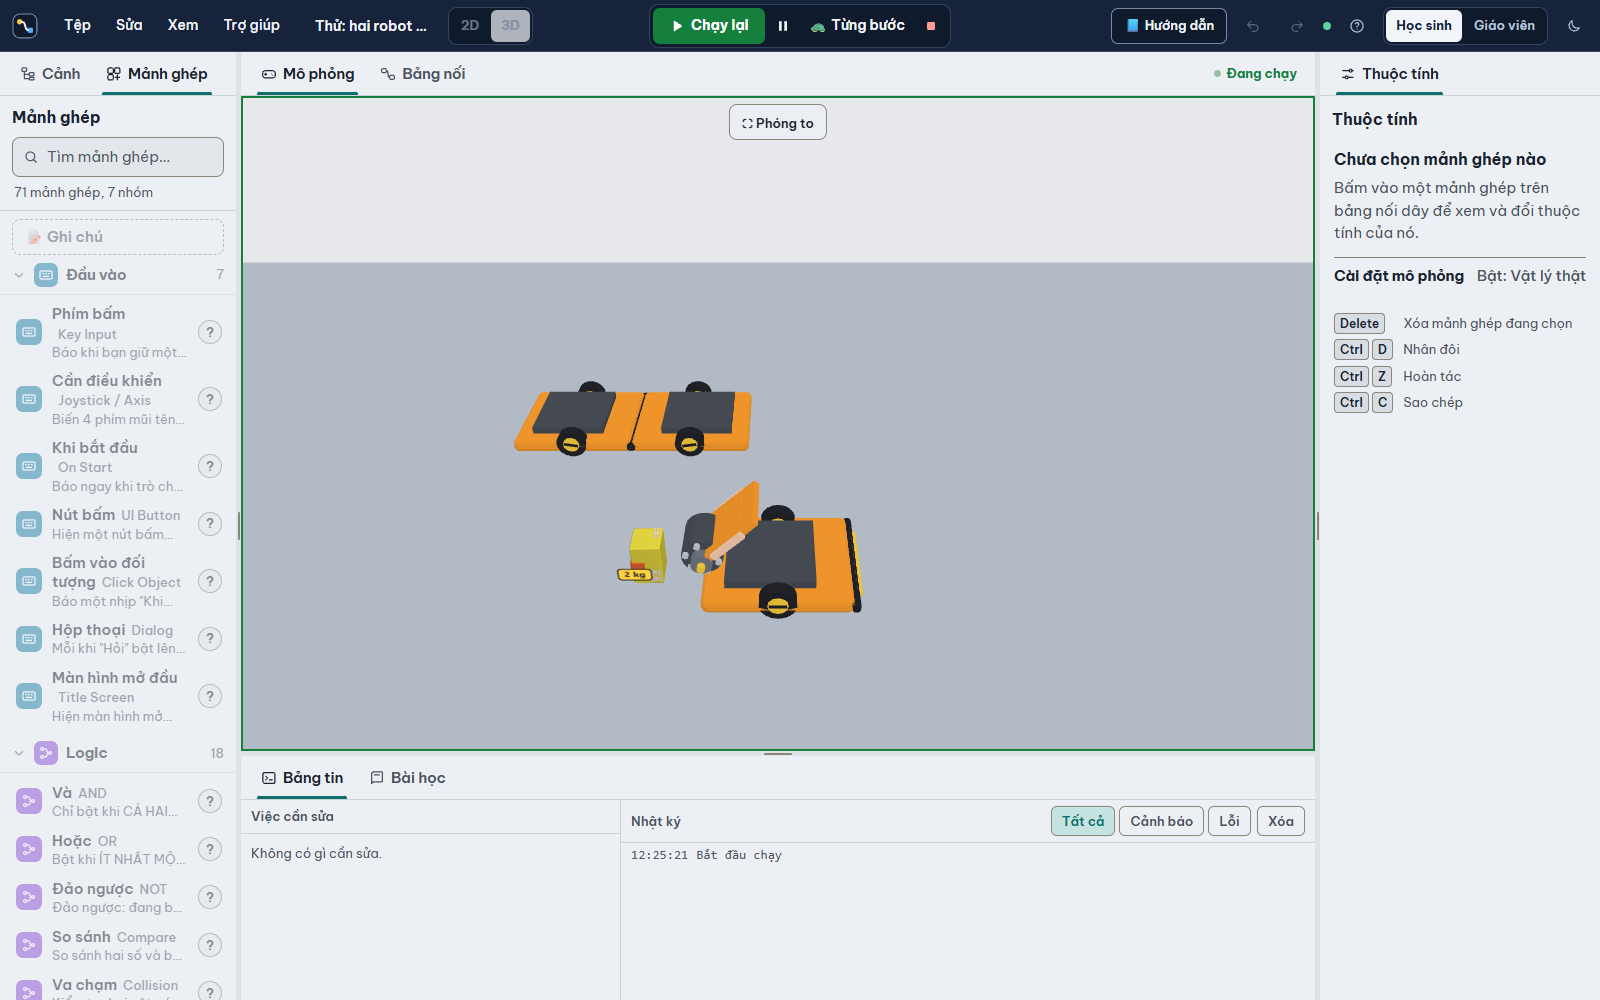 Tệp Sửa Xem Trợ giúp Thử: hai robot ... 2D 3D Chạy lại Từng bước Hướng dẫn Học sinh Giáo viên
Cảnh Mảnh ghép
Mảnh ghép
Tìm mảnh ghép...
71 mảnh ghép, 7 nhóm
Ghi chú
Đầu vào 7
Phím bấm
Key Input
Báo khi bạn giữ một...
?
Cần điều khiển
Joystick / Axis
Biến 4 phím mũi tên...
?
Khi bắt đầu
On Start
Báo ngay khi trò ch...
?
Nút bấm UI Button
Hiện một nút bấm...
?
Bấm vào đối
tượng Click Object
Báo một nhịp "Khi...
?
Hộp thoại Dialog
Mỗi khi "Hỏi" bật lên...
?
Màn hình mở đầu
Title Screen
Hiện màn hình mở...
?
Logic 18
Và AND
Chỉ bật khi CẢ HAI...
?
Hoặc OR
Bật khi ÍT NHẤT MỘ...
?
Đảo ngược NOT
Đảo ngược: đang b...
?
So sánh Compare
So sánh hai số và b...
?
Va chạm Collision
?
Mô phỏng Bảng nối Đang chạy
Phóng to
2 kg
Bảng tin Bài học
Việc cần sửa
Không có gì cần sửa.
Nhật ký Tất cả Cảnh báo Lỗi Xóa
12:25:21 Bắt đầu chạy
Thuộc tính
Thuộc tính
Chưa chọn mảnh ghép nào
Bấm vào một mảnh ghép trên
bảng nối dây để xem và đổi thuộc
tính của nó.
Cài đặt mô phỏng Bật: Vật lý thật
Delete Xóa mảnh ghép đang chọn
Ctrl D Nhân đôi
Ctrl Z Hoàn tác
Ctrl C Sao chép